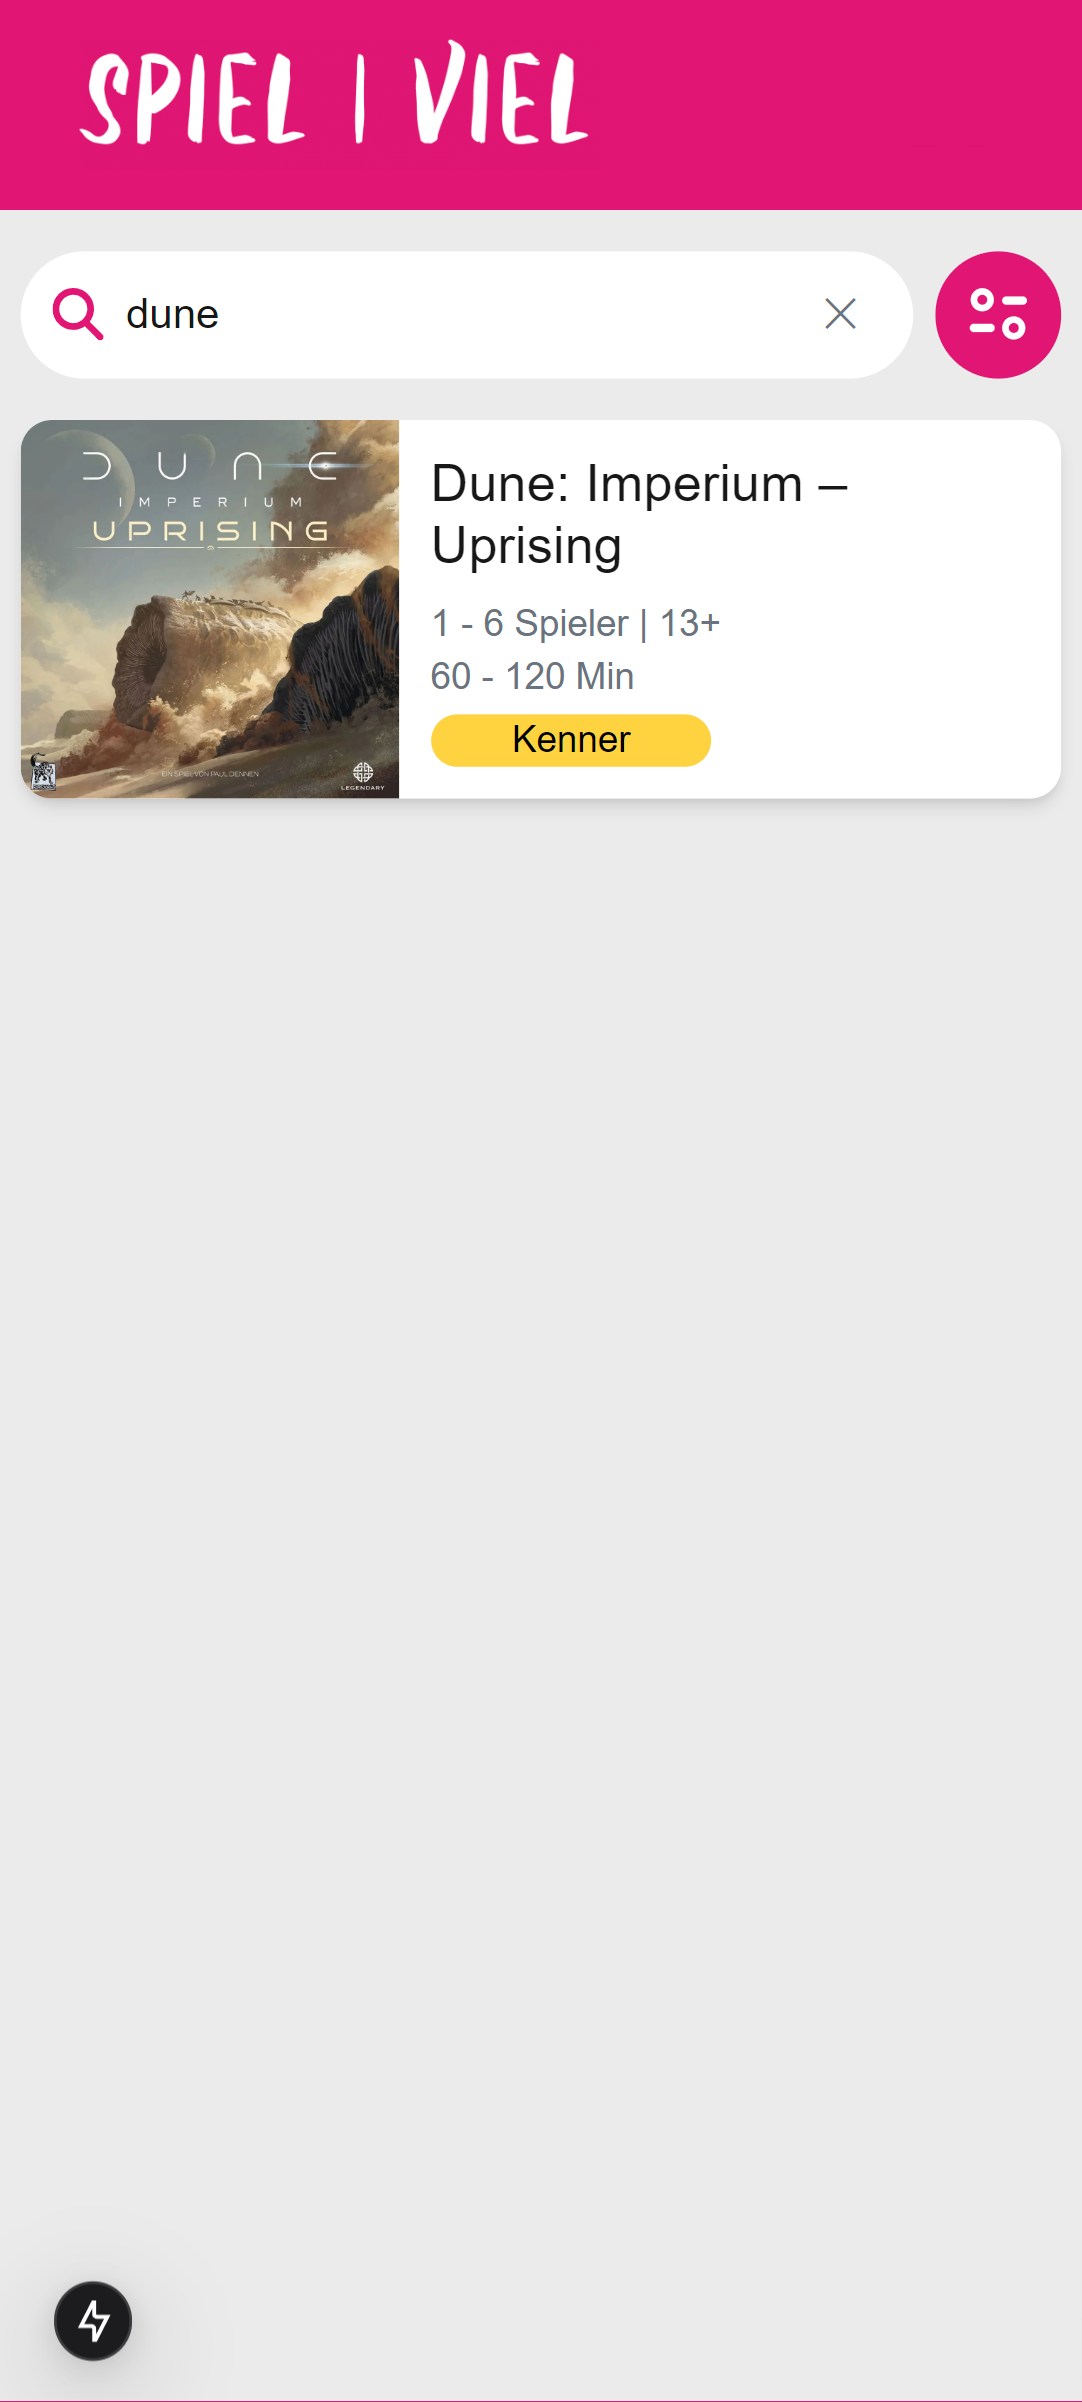 SPIEL | VIEL
dune
DUNE
IMPERIUM
UPRISING
EIN SPIEL VON PAUL DENNEN
LEGENDARY
Dune: Imperium –
Uprising
1 - 6 Spieler | 13+
60 - 120 Min
Kenner